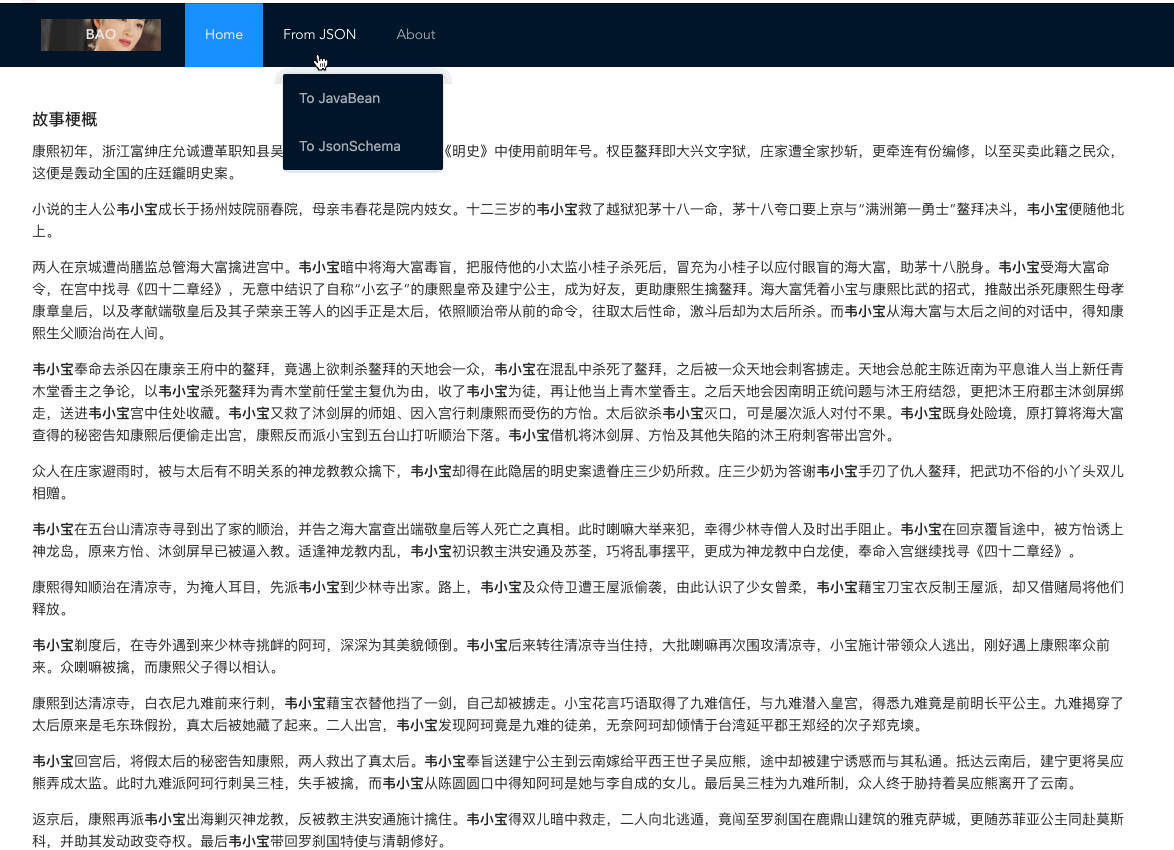 BAO
Home
From JSON
About
To JavaBean
To JsonSchema
故事梗概
康熙初年，浙江富绅庄允诚遭革职知县吴
《明史》中使用前明年号。权臣鳌拜即大兴文字狱，庄家遭全家抄斩，更牵连有份编修，以至买卖此籍之民众，
这便是轰动全国的庄廷鑨明史案。
小说的主人公韦小宝成长于扬州妓院丽春院，母亲韦春花是院内妓女。十二三岁的韦小宝救了越狱犯茅十八一命，茅十八夸口要上京与“满洲第一勇士”鳌拜决斗，韦小宝便随他北
上。
两人在京城遭尚膳监总管海大富擒进宫中。韦小宝暗中将海大富毒盲，把服侍他的小太监小桂子杀死后，冒充为小桂子以应付眼盲的海大富，助茅十八脱身。韦小宝受海大富命
令，在宫中找寻《四十二章经》，无意中结识了自称“小玄子”的康熙皇帝及建宁公主，成为好友，更助康熙生擒鳌拜。海大富凭着小宝与康熙比武的招式，推敲出杀死康熙生母孝
康章皇后，以及孝献端敬皇后及其子荣亲王等人的凶手正是太后，依照顺治帝从前的命令，往取太后性命，激斗后却为太后所杀。而韦小宝从海大富与太后之间的对话中，得知康
熙生父顺治尚在人间。
韦小宝奉命去杀囚在康亲王府中的鳌拜，竟遇上欲刺杀鳌拜的天地会一众，韦小宝在混乱中杀死了鳌拜，之后被一众天地会刺客掳走。天地会总舵主陈近南为平息谁人当上新任青
木堂香主之争论，以韦小宝杀死鳌拜为青木堂前任堂主复仇为由，收了韦小宝为徒，再让他当上青木堂香主。之后天地会因南明正统问题与沐王府结怨，更把沐王府郡主沐剑屏绑
走，送进韦小宝宫中住处收藏。韦小宝又救了沐剑屏的师姐、因入宫行刺康熙而受伤的方怡。太后欲杀韦小宝灭口，可是屡次派人对付不果。韦小宝既身处险境，原打算将海大富
查得的秘密告知康熙后便偷走出宫，康熙反而派小宝到五台山打听顺治下落。韦小宝借机将沐剑屏、方怡及其他失陷的沐王府刺客带出宫外。
众人在庄家避雨时，被与太后有不明关系的神龙教教众擒下，韦小宝却得在此隐居的明史案遗眷庄三少奶所救。庄三少奶为答谢韦小宝手刃了仇人鳌拜，把武功不俗的小丫头双儿
相赠。
韦小宝在五台山清凉寺寻到出了家的顺治，并告之海大富查出端敬皇后等人死亡之真相。此时喇嘛大举来犯，幸得少林寺僧人及时出手阻止。韦小宝在回京覆旨途中，被方怡诱上
神龙岛，原来方怡、沐剑屏早已被逼入教。适逢神龙教内乱，韦小宝初识教主洪安通及苏荃，巧将乱事摆平，更成为神龙教中白龙使，奉命入宫继续找寻《四十二章经》。
康熙得知顺治在清凉寺，为掩人耳目，先派韦小宝到少林寺出家。路上，韦小宝及众侍卫遭王屋派偷袭，由此认识了少女曾柔，韦小宝藉宝刀宝衣反制王屋派，却又借赌局将他们
释放。
韦小宝剃度后，在寺外遇到来少林寺挑衅的阿珂，深深为其美貌倾倒。韦小宝后来转往清凉寺当住持，大批喇嘛再次围攻清凉寺，小宝施计带领众人逃出，刚好遇上康熙率众前
来。众喇嘛被擒，而康熙父子得以相认。
康熙到达清凉寺，白衣尼九难前来行刺，韦小宝藉宝衣替他挡了一剑，自己却被掳走。小宝花言巧语取得了九难信任，与九难潜入皇宫，得悉九难竟是前明长平公主。九难揭穿了
太后原来是毛东珠假扮，真太后被她藏了起来。二人出宫，韦小宝发现阿珂竟是九难的徒弟，无奈阿珂却倾情于台湾延平郡王郑经的次子郑克塽。
韦小宝回宫后，将假太后的秘密告知康熙，两人救出了真太后。韦小宝奉旨送建宁公主到云南嫁给平西王世子吴应熊，途中却被建宁诱惑而与其私通。抵达云南后，建宁更将吴应
熊弄成太监。此时九难派阿珂行刺吴三桂，失手被擒，而韦小宝从陈圆圆口中得知阿珂是她与李自成的女儿。最后吴三桂为九难所制，众人终于胁持着吴应熊离开了云南。
返京后，康熙再派韦小宝出海剿灭神龙教，反被教主洪安通施计擒住。韦小宝得双儿暗中救走，二人向北逃遁，竟闯至罗刹国在鹿鼎山建筑的雅克萨城，更随苏菲亚公主同赴莫斯
科，并助其发动政变夺权。最后韦小宝带回罗刹国特使与清朝修好。